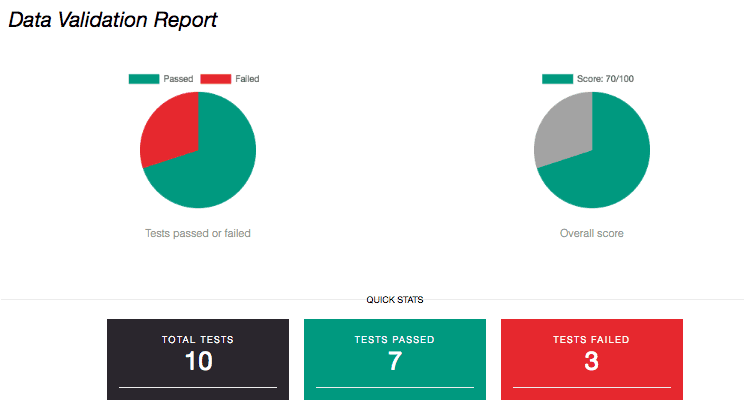 Data Validation Report
Passed Failed
Score: 70/100
Tests passed or failed
Overall score
QUICK STATS
TOTAL TESTS
10
TESTS PASSED
7
TESTS FAILED
3